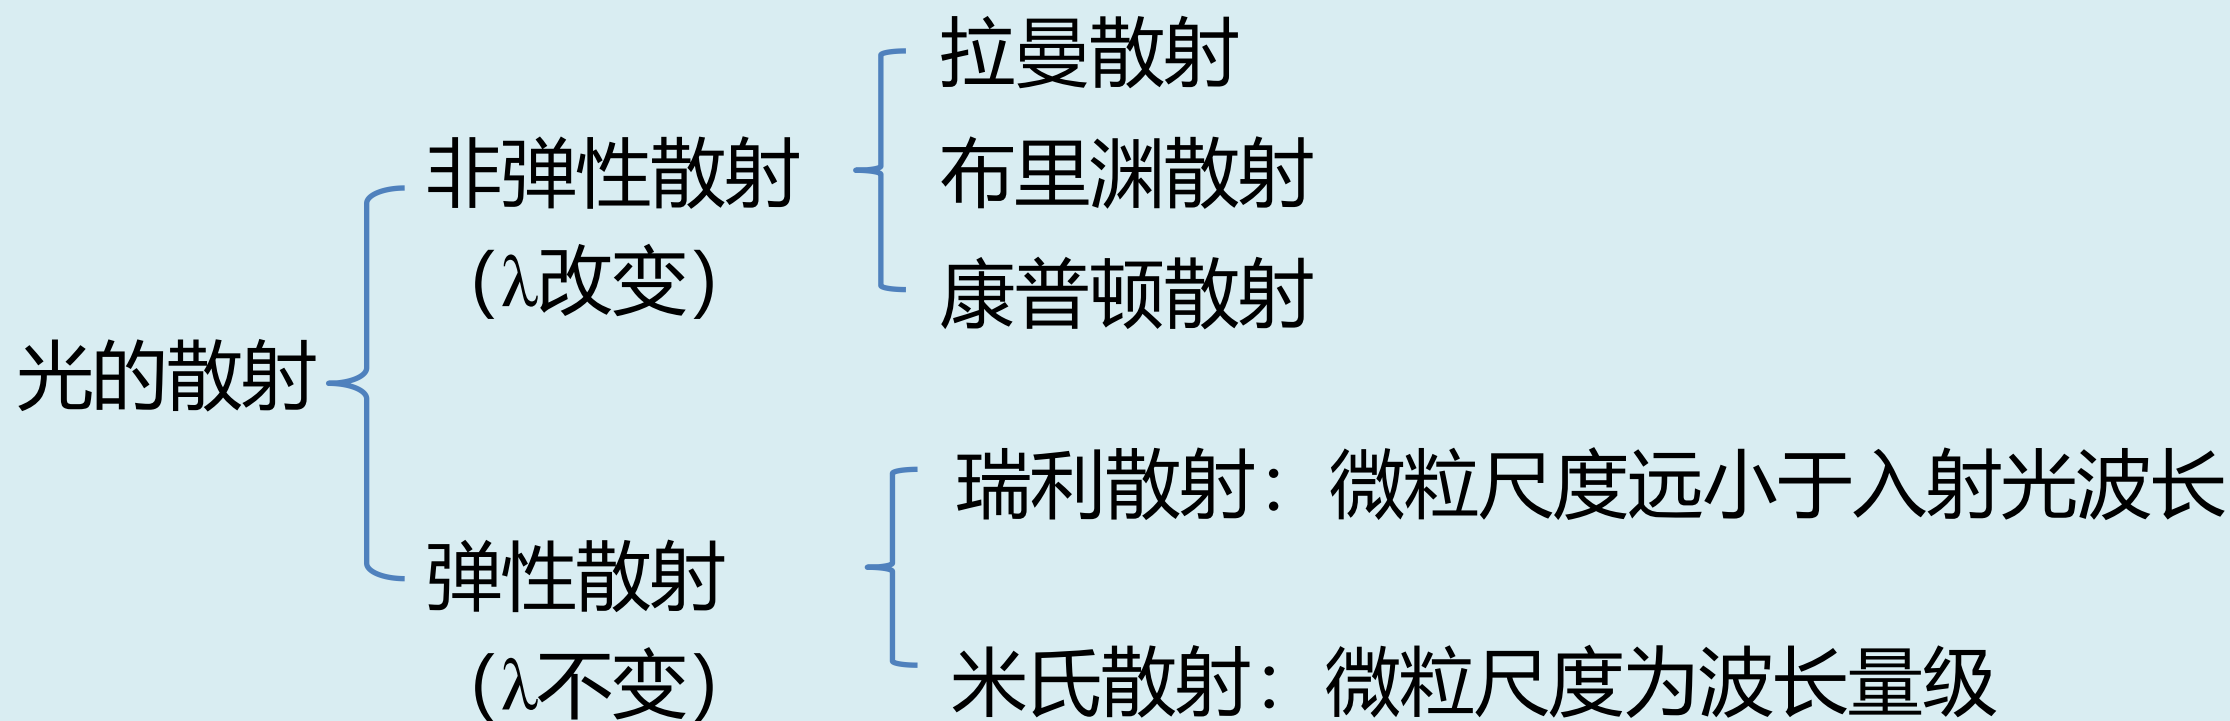 拉曼散射
非弹性散射
布里渊散射
（λ改变）
康普顿散射
光的散射
瑞利散射：微粒尺度远小于入射光波长
弹性散射
（λ不变）
米氏散射：微粒尺度为波长量级